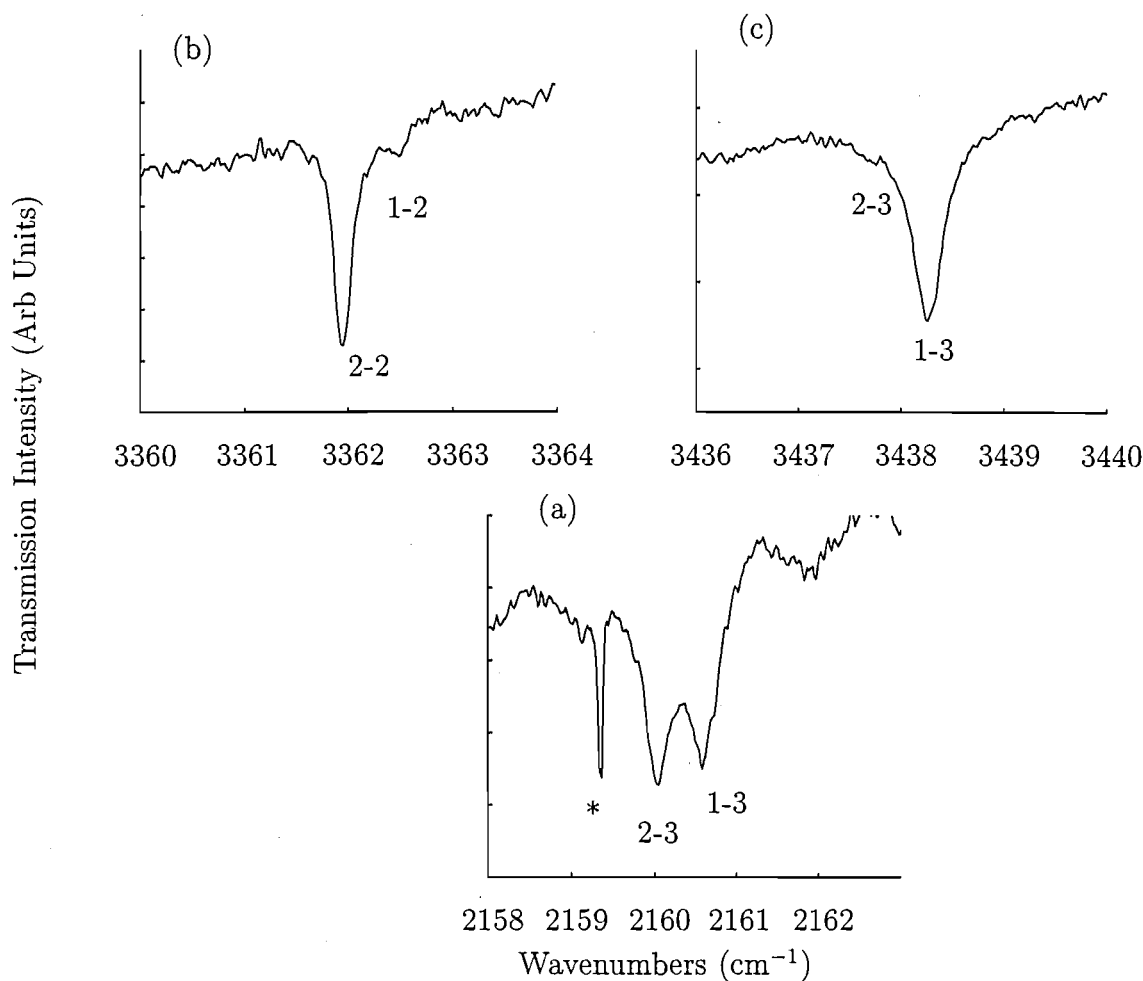 (b)
(c)
Transmission Intensity (Arb Units)
1-2
2-2
3360 3361 3362 3363 3364
2-3
1-3
3436 3437 3438 3439 3440
(a)
*
2-3
1-3
2158 2159 2160 2161 2162
Wavenumbers (cm⁻¹)